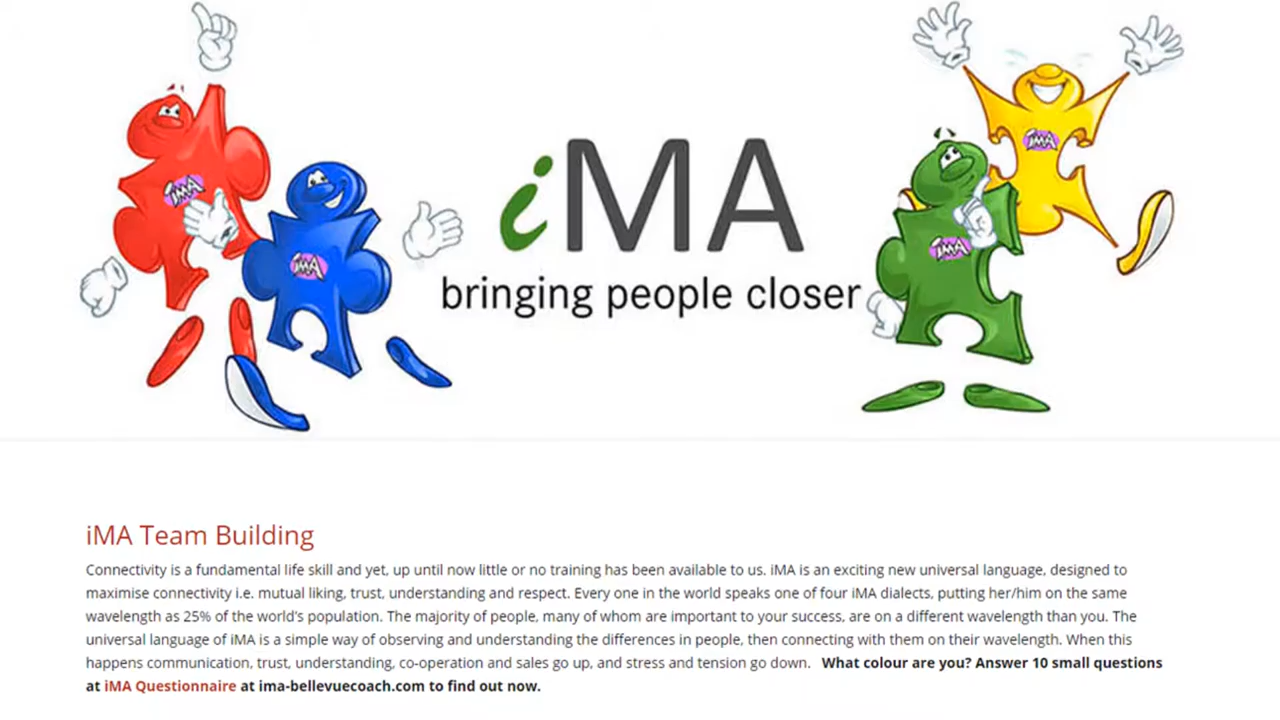 iMA
iMA
iMA
bringing people closer
iMA
iMA
iMA Team Building
Connectivity is a fundamental life skill and yet, up until now little or no training has been available to us. iMA is an exciting new universal language, designed to
maximise connectivity i.e. mutual liking, trust, understanding and respect. Every one in the world speaks one of four iMA dialects, putting her/him on the same
wavelength as 25% of the world's population. The majority of people, many of whom are important to your success, are on a different wavelength than you. The
universal language of iMA is a simple way of observing and understanding the differences in people, then connecting with them on their wavelength. When this
happens communication, trust, understanding, co-operation and sales go up, and stress and tension go down. What colour are you? Answer 10 small questions
at iMA Questionnaire at ima-bellevuecoach.com to find out now.